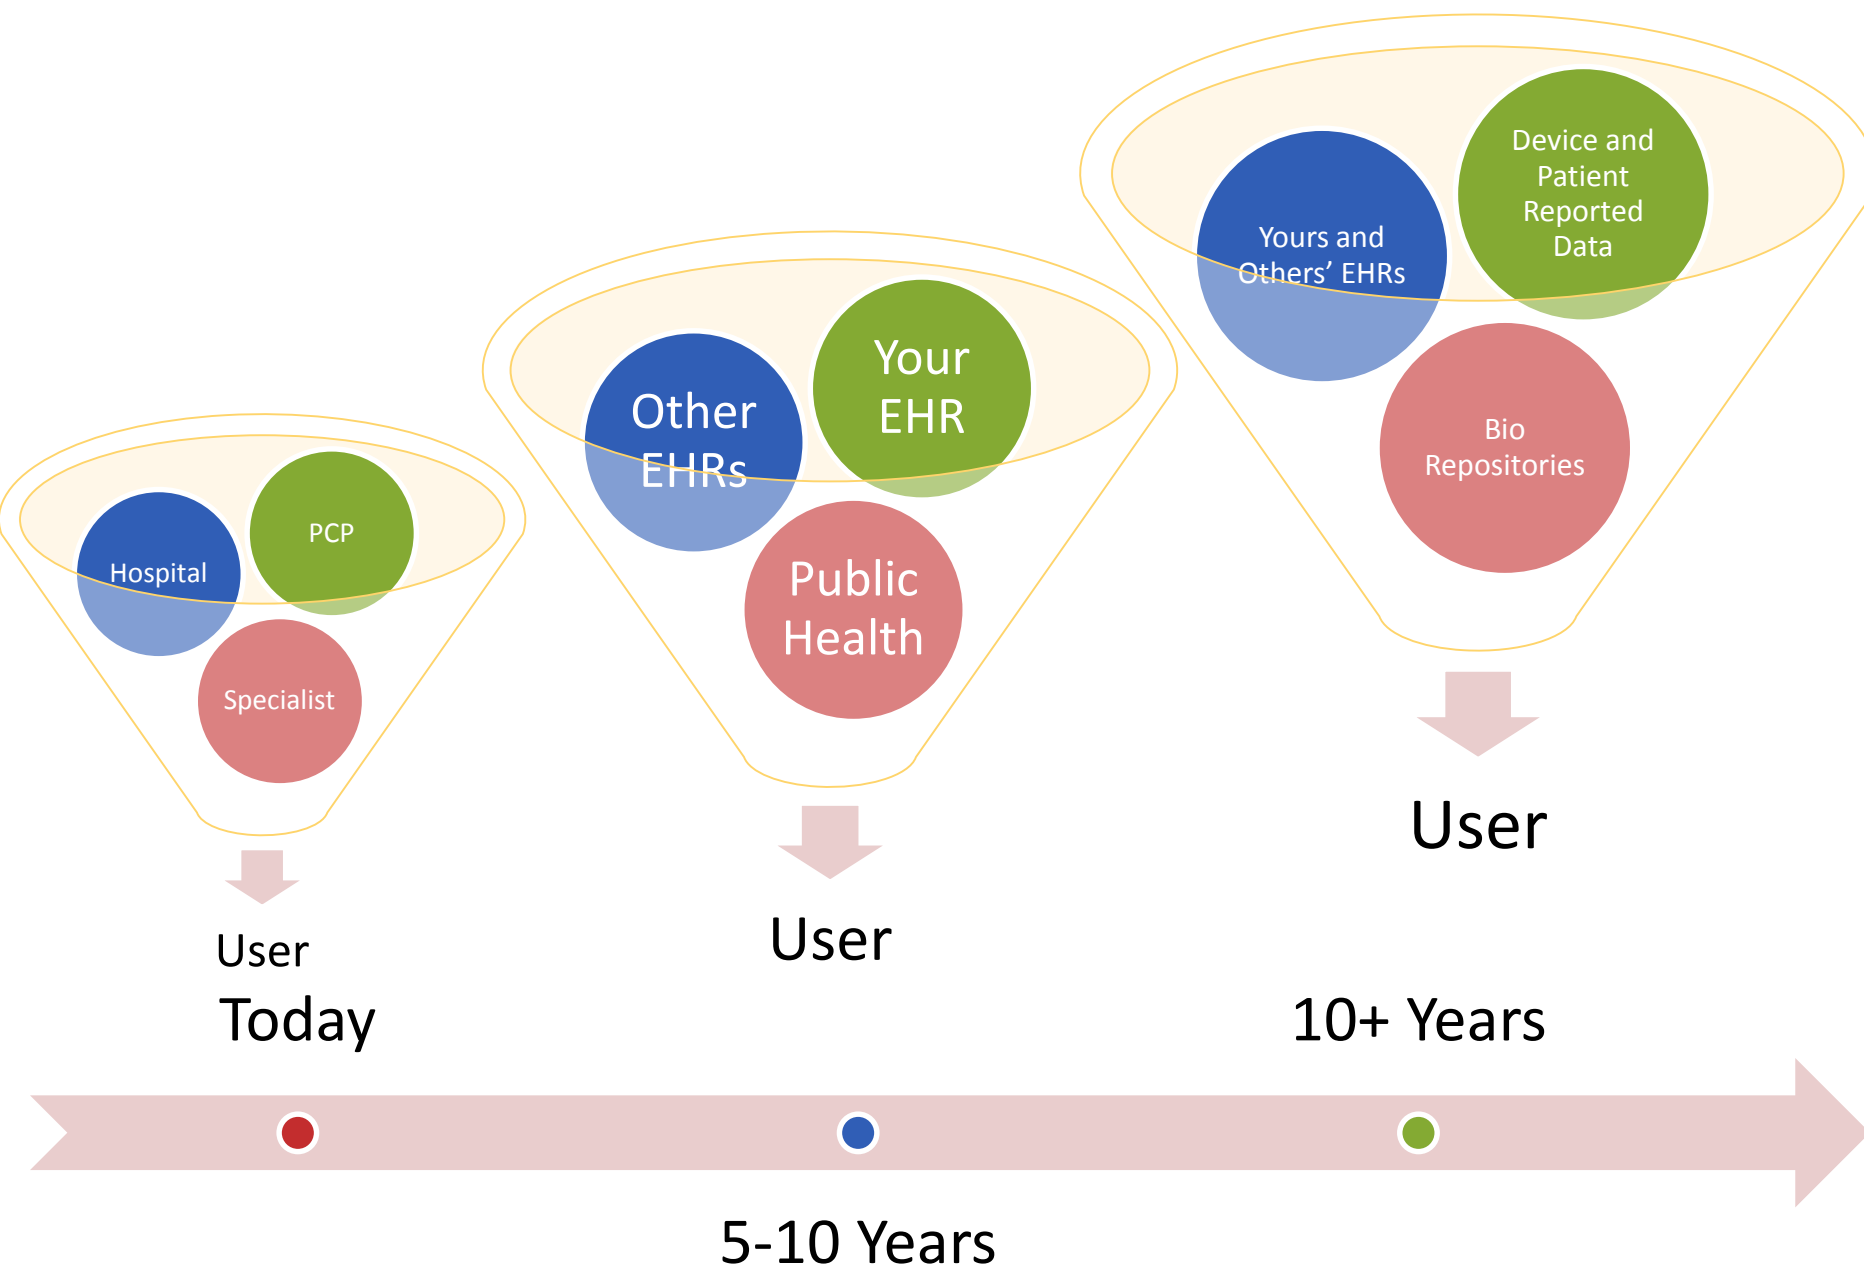 Hospital
PCP
Specialist
User
Today
Other
EHRs
Your
EHR
Public
Health
User
5-10 Years
Yours and
Others’ EHRs
Device and
Patient
Reported
Data
Bio
Repositories
User
10+ Years